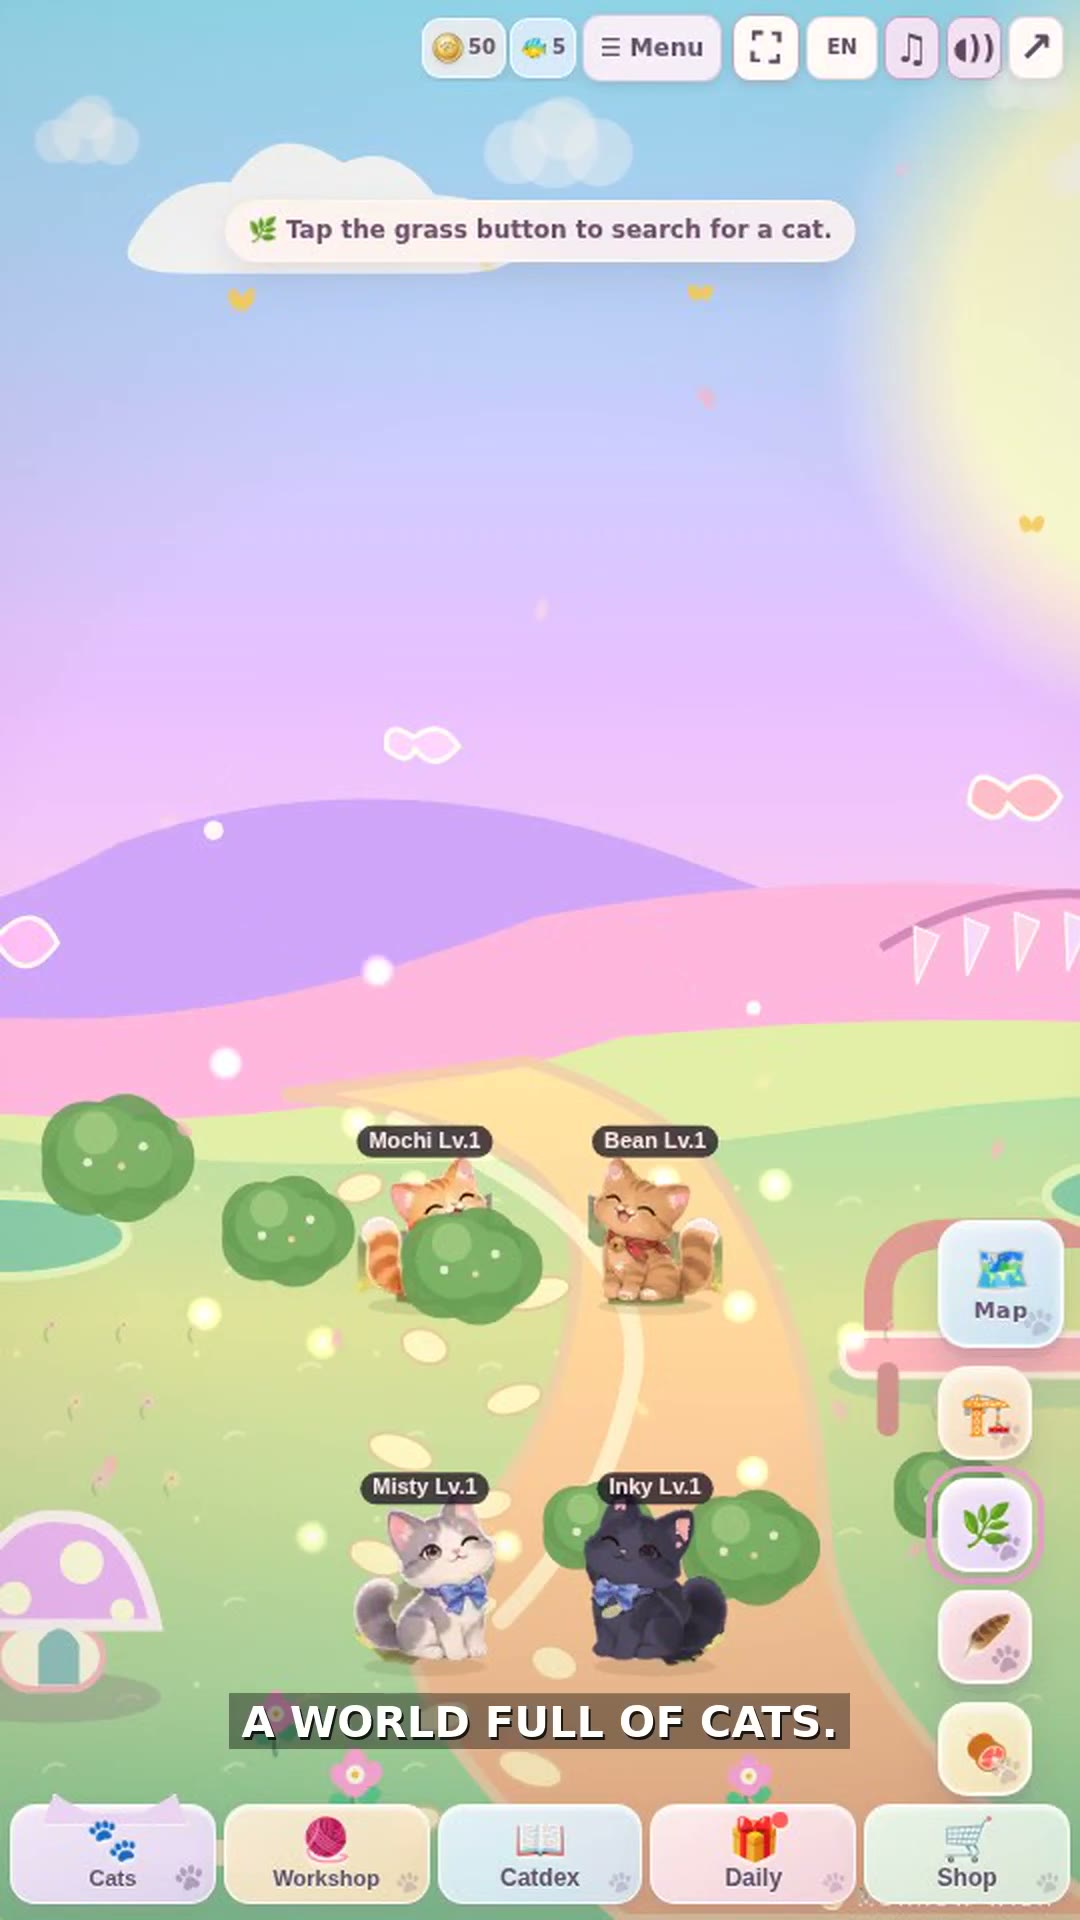 50
5
☰ Menu
EN
Tap the grass button to search for a cat.
Mochi Lv.1
Bean Lv.1
Map
Misty Lv.1
Inky Lv.1
A WORLD FULL OF CATS.
Cats
Workshop
Catdex
Daily
Shop